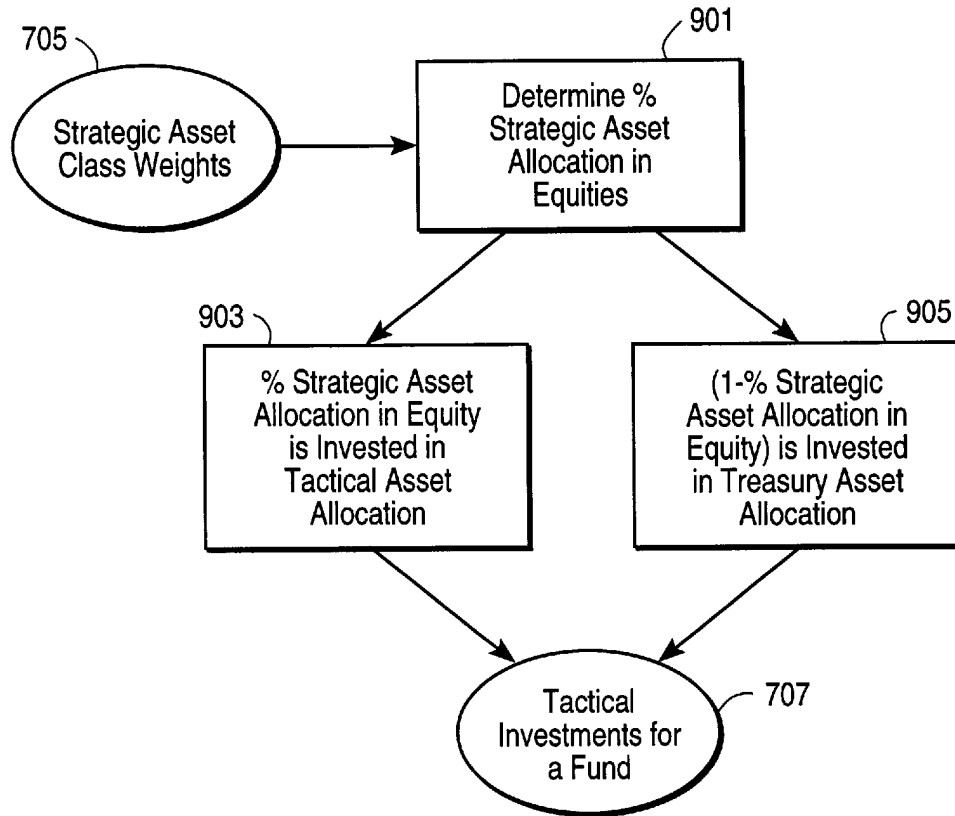 705
Strategic Asset
Class Weights
901
Determine %
Strategic Asset
Allocation in
Equities
903
% Strategic Asset
Allocation in Equity
is Invested in
Tactical Asset
Allocation
905
(1-% Strategic
Asset Allocation in
Equity) is Invested
in Treasury Asset
Allocation
Tactical
Investments for
a Fund
707